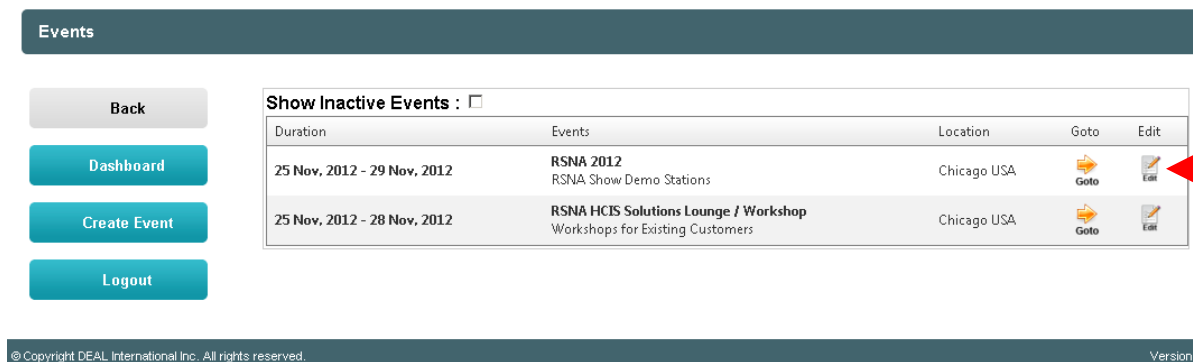 Events
Back
Dashboard
Create Event
Logout
Show Inactive Events :
Duration Events Location Goto Edit
25 Nov, 2012 - 29 Nov, 2012 RSNA 2012 Chicago USA Goto Edit
RSNA Show Demo Stations
25 Nov, 2012 - 28 Nov, 2012 RSNA HCIS Solutions Lounge / Workshop Chicago USA Goto Edit
Workshops for Existing Customers
© Copyright DEAL International Inc. All rights reserved. Version